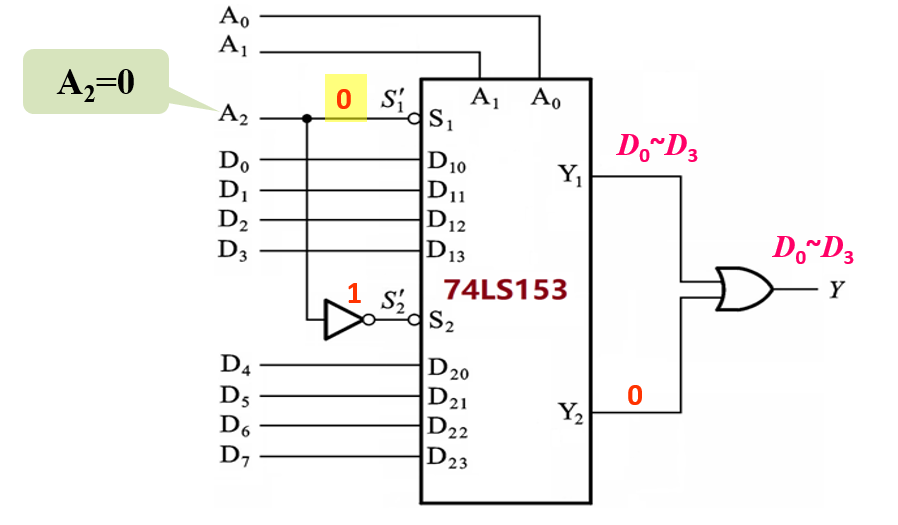 A₀
A₁
A₂=0
A₂
0
S₁′
S₁
A₁
A₀
D₀
D₁₀
D₁
D₁₁
D₂
D₁₂
D₃
D₁₃
Y₁
D₀~D₃
D₀~D₃
Y
74LS153
1
S₂′
S₂
D₄
D₂₀
D₅
D₂₁
D₆
D₂₂
D₇
D₂₃
Y₂
0